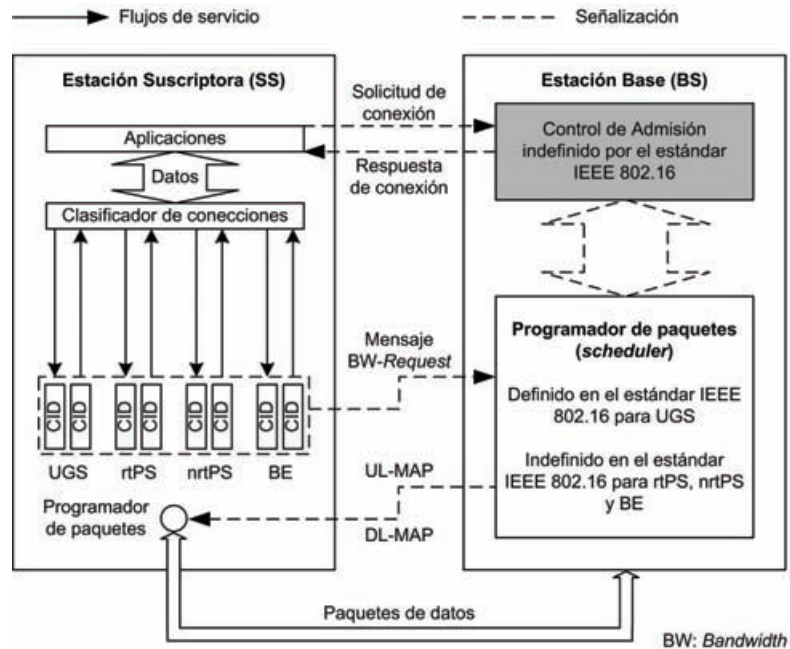 Flujos de servicio
Señalización
Estación Suscriptora (SS)
Aplicaciones
Datos
Clasificador de conecciones
CID
CID
CID
CID
CID
CID
CID
CID
UGS
rtPS
nrtPS
BE
Programador
de paquetes
Solicitud de
conexión
Respuesta
de conexión
Mensaje
BW-Request
UL-MAP
DL-MAP
Estación Base (BS)
Control de Admisión
indefinido por el estándar
IEEE 802.16
Programador de paquetes
(scheduler)
Definido en el estándar IEEE
802.16 para UGS
Indefinido en el estándar
IEEE 802.16 para rtPS, nrtPS
y BE
Paquetes de datos
BW: Bandwidth